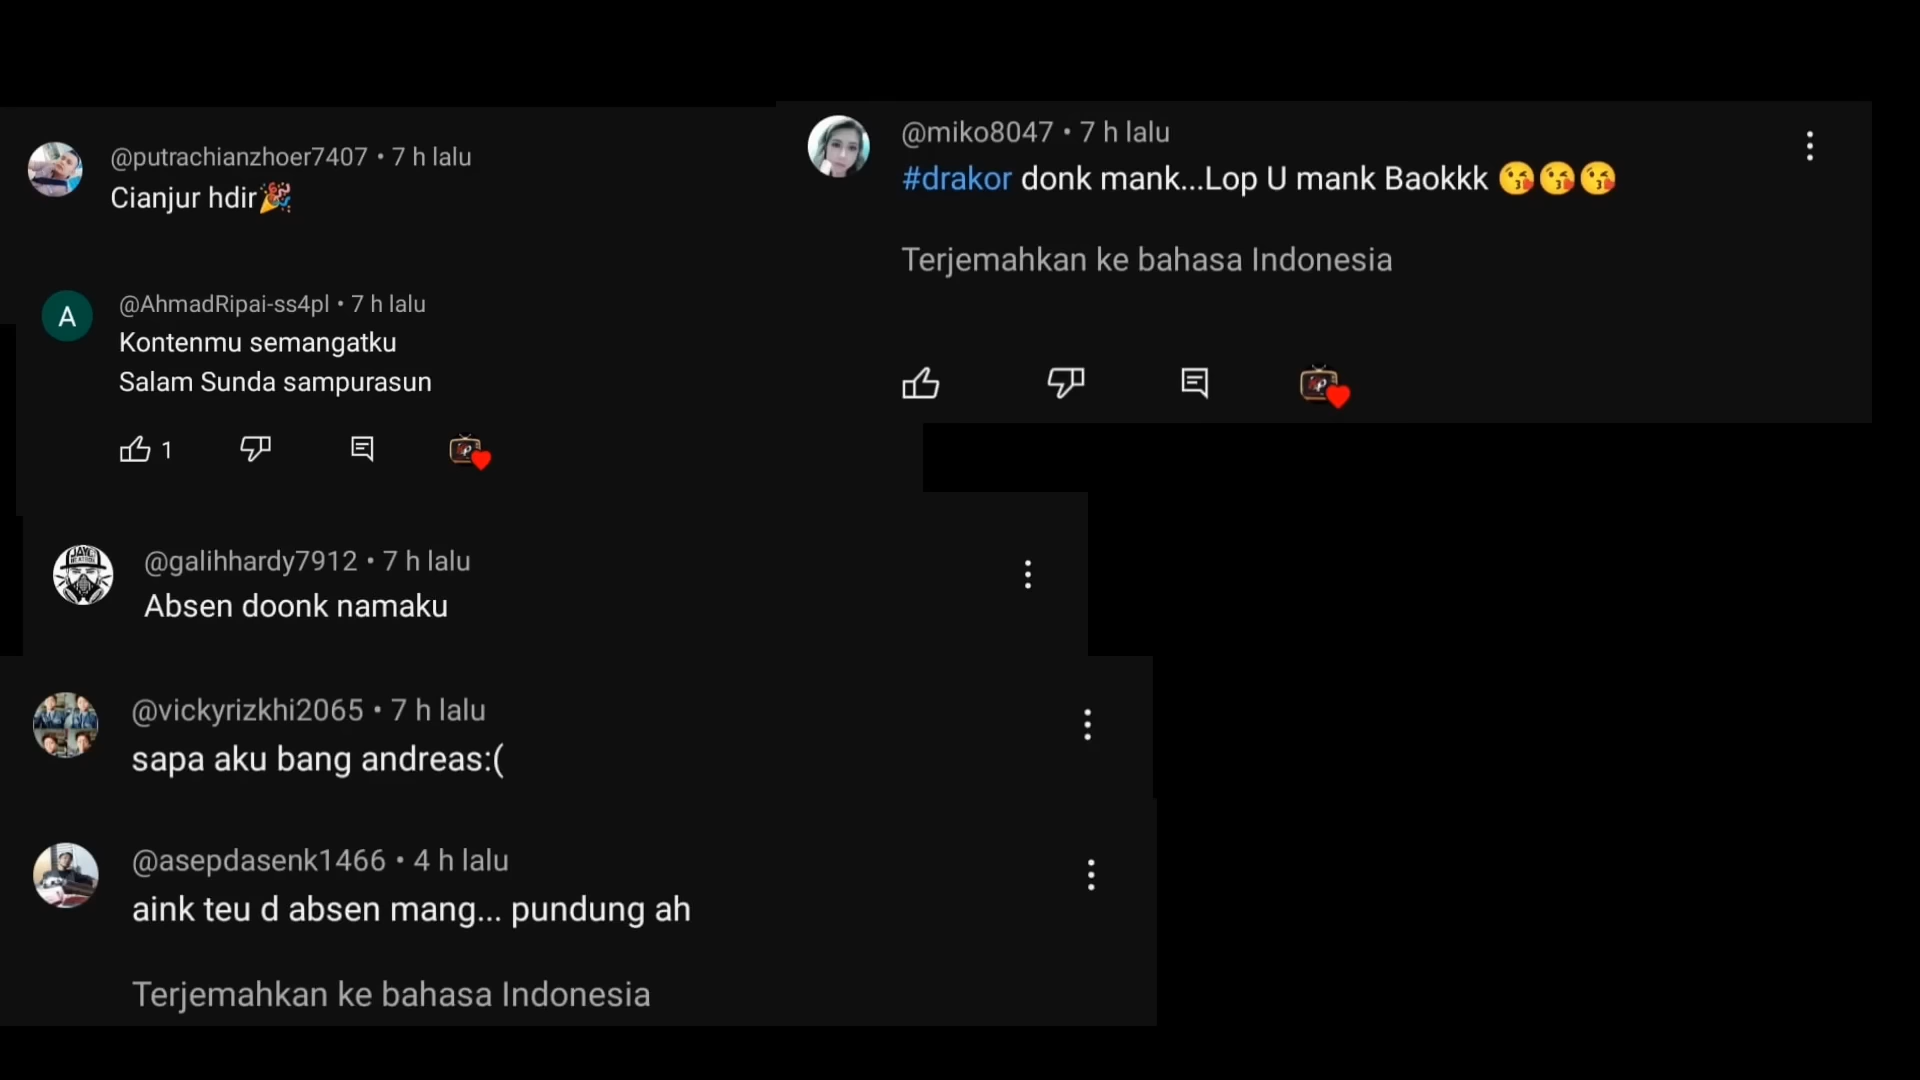 @putrachianzhoer7407 • 7 h lalu
Cianjur hdir🎉
@AhmadRipai-ss4pl • 7 h lalu
A
Kontenmu semangatku
Salam Sunda sampurasun
1
@galihhardy7912 • 7 h lalu
Absen doonk namaku
@vickyrizkhi2065 • 7 h lalu
sapa aku bang andreas:(
@asepdasenk1466 • 4 h lalu
aink teu d absen mang... pundung ah
Terjemahkan ke bahasa Indonesia
@miko8047 • 7 h lalu
#drakor donk mank...Lop U mank Baokkk 😘😘😘
Terjemahkan ke bahasa Indonesia